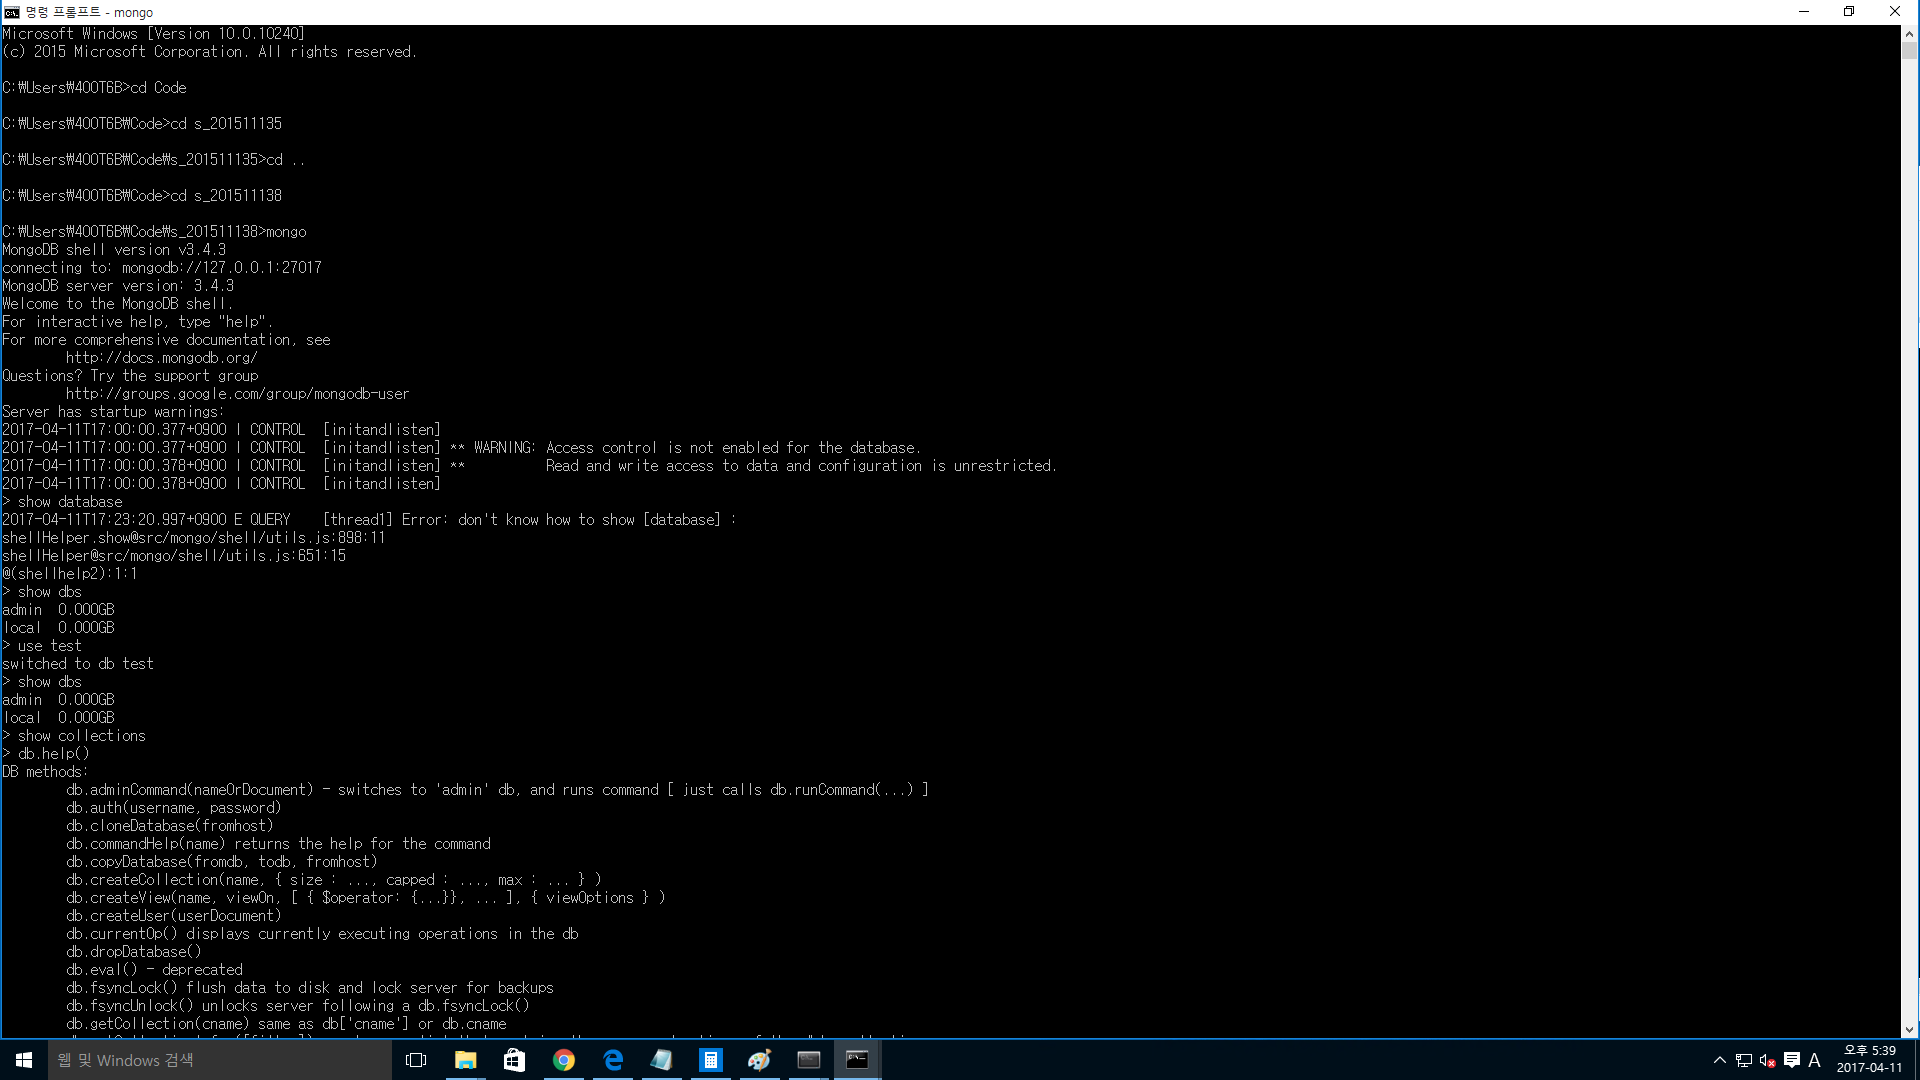 명령 프롬프트 - mongo
Microsoft Windows [Version 10.0.10240]
(c) 2015 Microsoft Corporation. All rights reserved.
C:₩Users₩400T6B>cd Code
C:₩Users₩400T6B₩Code>cd s_201511135
C:₩Users₩400T6B₩Code₩s_201511135>cd ..
C:₩Users₩400T6B₩Code>cd s_201511138
C:₩Users₩400T6B₩Code₩s_201511138>mongo
MongoDB shell version v3.4.3
connecting to: mongodb://127.0.0.1:27017
MongoDB server version: 3.4.3
Welcome to the MongoDB shell.
For interactive help, type "help".
For more comprehensive documentation, see
http://docs.mongodb.org/
Questions? Try the support group
http://groups.google.com/group/mongodb-user
Server has startup warnings:
2017-04-11T17:00:00.377+0900 I CONTROL  [initandlisten]
2017-04-11T17:00:00.377+0900 I CONTROL  [initandlisten] ** WARNING: Access control is not enabled for the database.
2017-04-11T17:00:00.378+0900 I CONTROL  [initandlisten] **          Read and write access to data and configuration is unrestricted.
2017-04-11T17:00:00.378+0900 I CONTROL  [initandlisten]
> show database
2017-04-11T17:23:20.997+0900 E QUERY    [thread1] Error: don't know how to show [database] :
shellHelper.show@src/mongo/shell/utils.js:898:11
shellHelper@src/mongo/shell/utils.js:651:15
@(shellhelp2):1:1
> show dbs
admin  0.000GB
local  0.000GB
> use test
switched to db test
> show dbs
admin  0.000GB
local  0.000GB
> show collections
> db.help()
DB methods:
db.adminCommand(nameOrDocument) - switches to 'admin' db, and runs command [ just calls db.runCommand(...) ]
db.auth(username, password)
db.cloneDatabase(fromhost)
db.commandHelp(name) returns the help for the command
db.copyDatabase(fromdb, todb, fromhost)
db.createCollection(name, { size : ..., capped : ..., max : ... } )
db.createView(name, viewOn, [ { $operator: {...}}, ... ], { viewOptions } )
db.createUser(userDocument)
db.currentOp() displays currently executing operations in the db
db.dropDatabase()
db.eval() - deprecated
db.fsyncLock() flush data to disk and lock server for backups
db.fsyncUnlock() unlocks server following a db.fsyncLock()
db.getCollection(cname) same as db['cname'] or db.cname
웹 및 Windows 검색
A
오후 5:39
2017-04-11